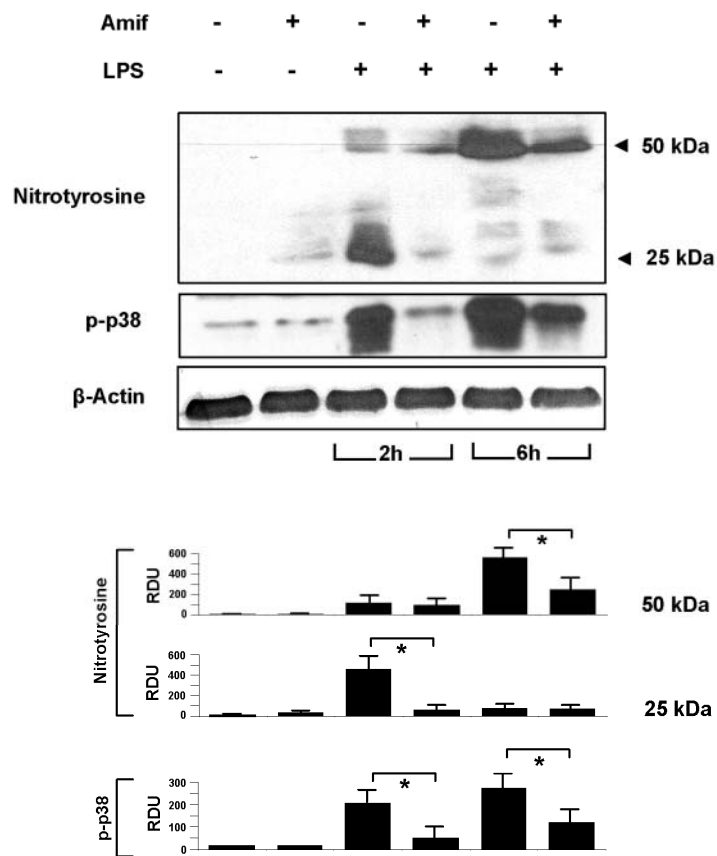 Amif - + - + - +
LPS - - + + + +
Nitrotyrosine
50 kDa
25 kDa
p-p38
β-Actin
2h 6h
Nitrotyrosine
RDU
600
400
200
0
*
50 kDa
RDU
600
400
200
0
*
25 kDa
p-p38
RDU
300
200
100
0
*
*